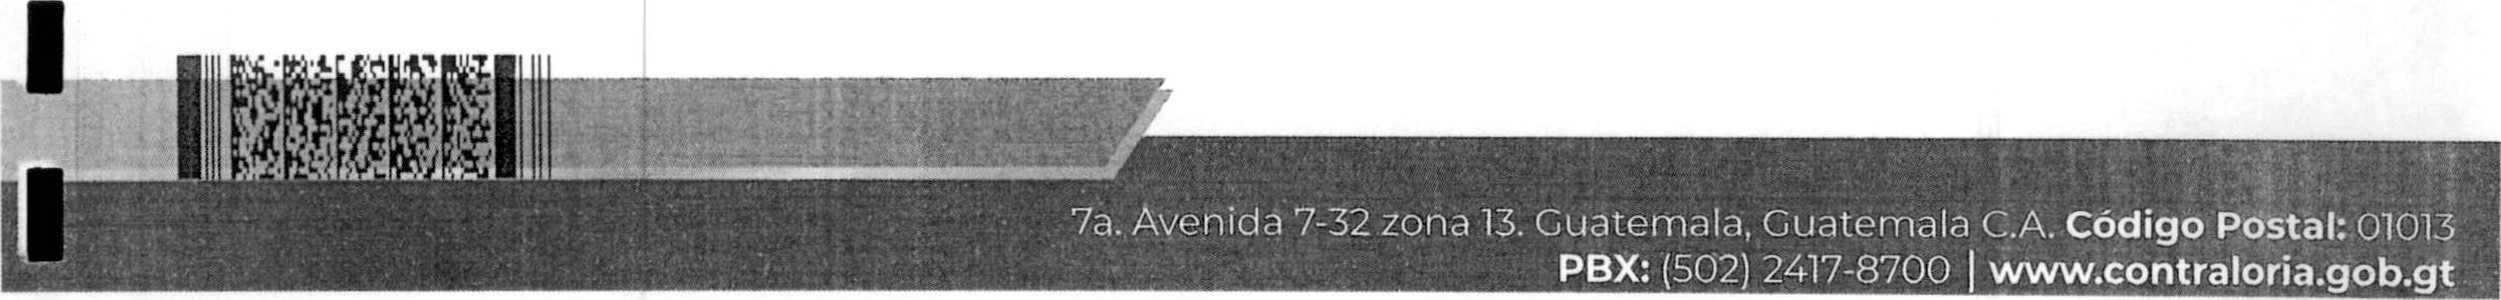 7a. Avenida 7-32 zona 13. Guatemala, Guatemala C.A. Código Postal: 01013
PBX: (502) 2417-8700 | www.contraloria.gob.gt